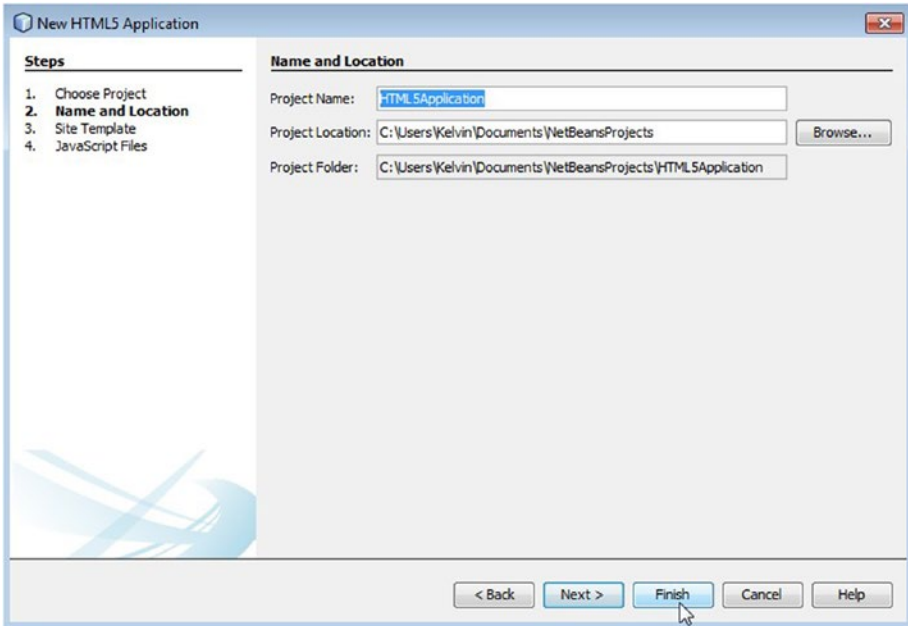 New HTML5 Application
Steps
1. Choose Project
2. Name and Location
3. Site Template
4. JavaScript Files
Name and Location
Project Name: HTML5Application
Project Location: C:\Users\Kelvin\Documents\NetBeansProjects Browse...
Project Folder: C:\Users\Kelvin\Documents\NetBeansProjects\HTML5Application
< Back Next > Finish Cancel Help